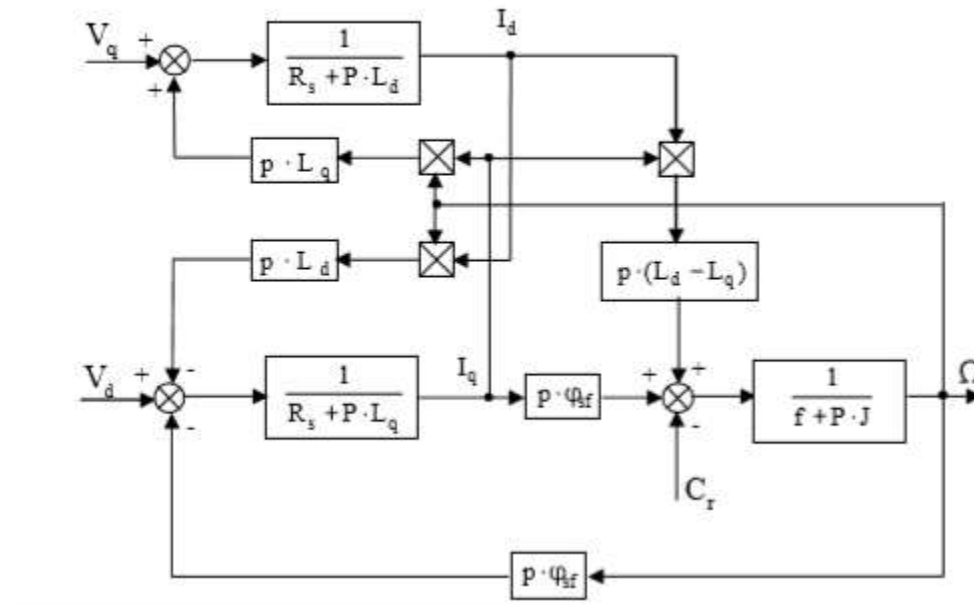 V_q + + 1 / (R_s + P · L_d) I_d
p · L_q
p · L_d p · (L_d − L_q)
V_d + - - 1 / (R_s + P · L_q) I_q p · φ_sf + + - 1 / (f + P · J) Ω
C_r
p · φ_sf